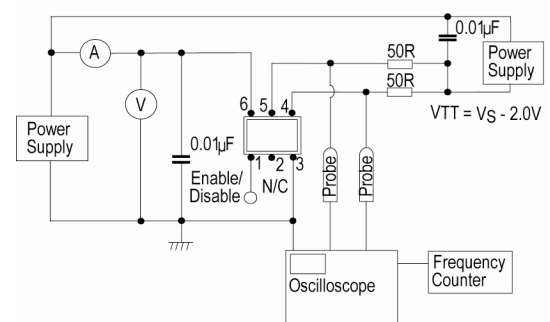 0.01µF
A
50R
Power
Supply
50R
6 5 4
V
VTT = VS - 2.0V
Power
Supply
0.01µF
1 2 3
Enable/
Disable
N/C
Probe
Probe
Oscilloscope
Frequency
Counter